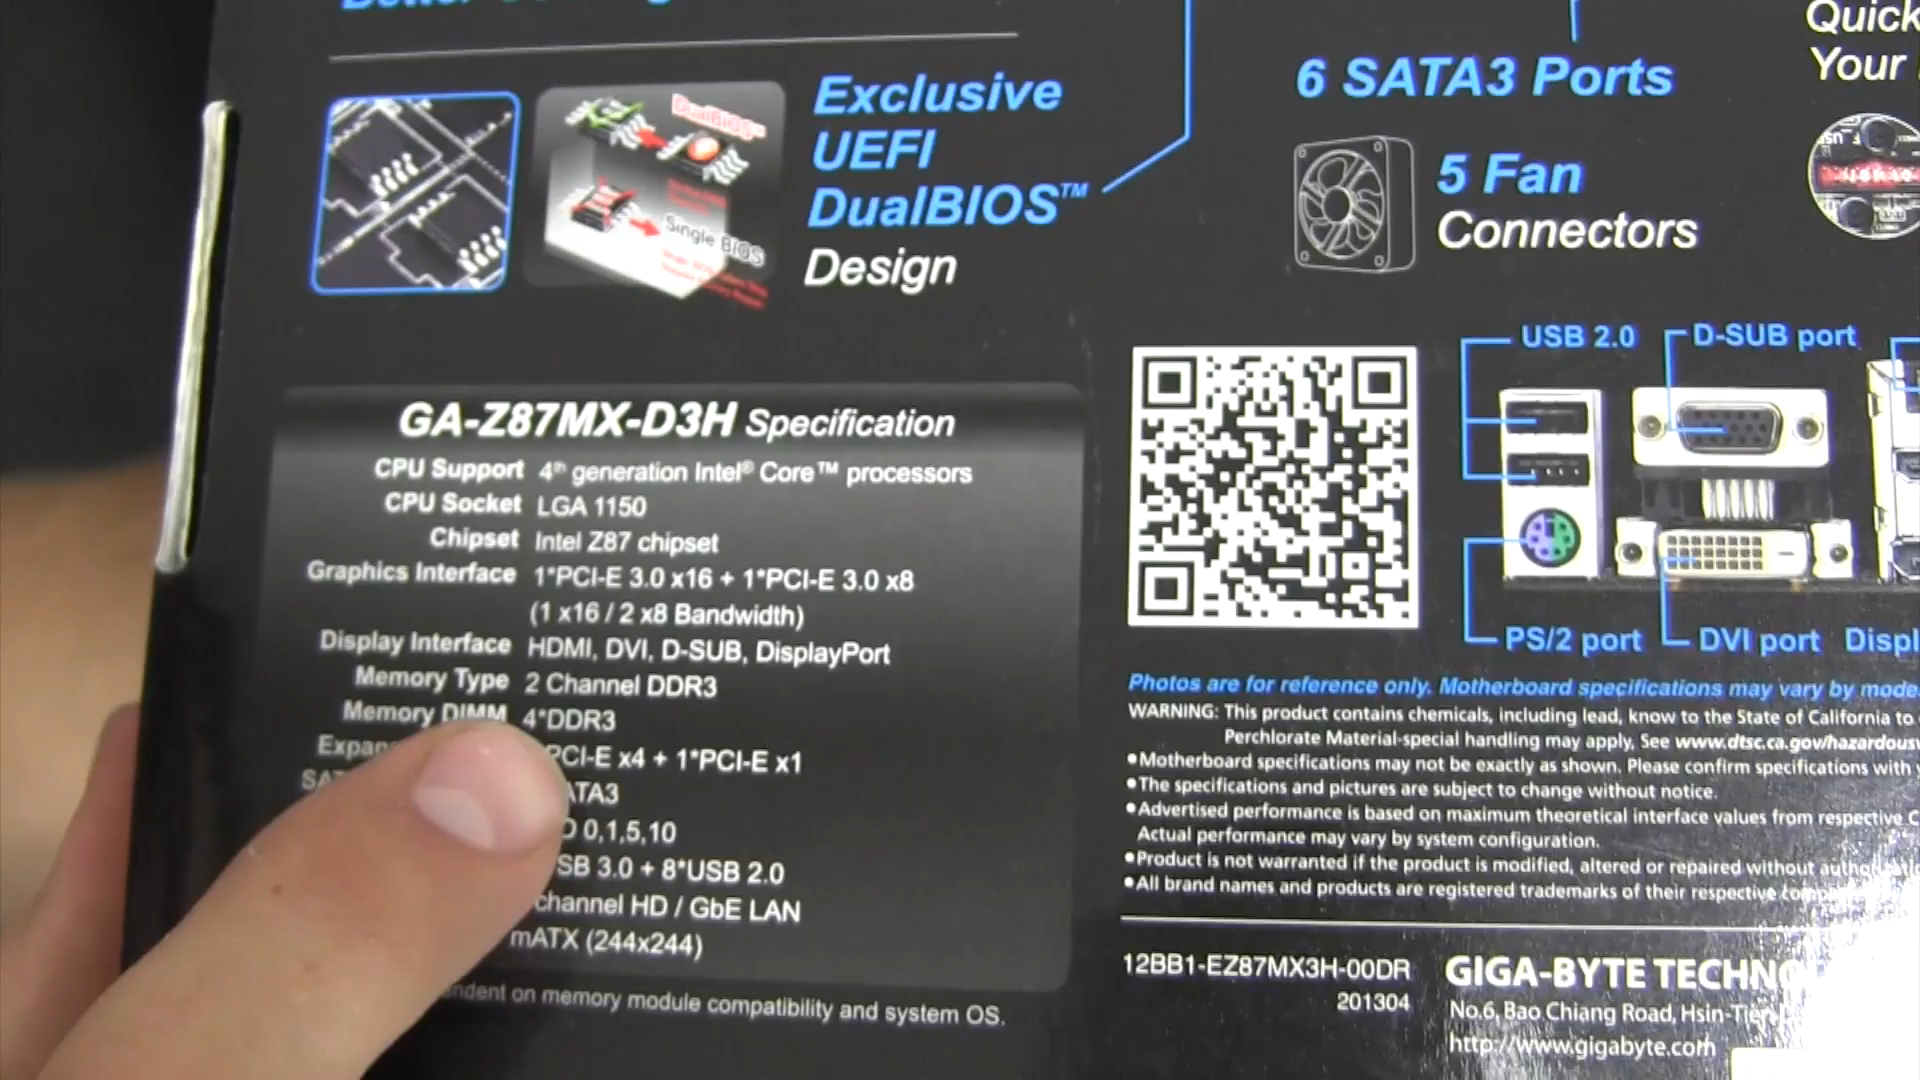 Exclusive
UEFI
DualBIOS™
Design
DualBIOS™
Single BIOS
6 SATA3 Ports
5 Fan
Connectors
Quick
Your
GA-Z87MX-D3H Specification
CPU Support 4th generation Intel® Core™ processors
CPU Socket LGA 1150
Chipset Intel Z87 chipset
Graphics Interface 1*PCI-E 3.0 x16 + 1*PCI-E 3.0 x8
(1 x16 / 2 x8 Bandwidth)
Display Interface HDMI, DVI, D-SUB, DisplayPort
Memory Type 2 Channel DDR3
Memory DIMM 4*DDR3
Expan PCI-E x4 + 1*PCI-E x1
SA ATA3
D 0,1,5,10
SB 3.0 + 8*USB 2.0
channel HD / GbE LAN
mATX (244x244)
endent on memory module compatibility and system OS.
USB 2.0
D-SUB port
PS/2 port
DVI port
Displ
Photos are for reference only. Motherboard specifications may vary by mode
WARNING: This product contains chemicals, including lead, know to the State of California to
Perchlorate Material-special handling may apply, See www.dtsc.ca.gov/hazardousw
•Motherboard specifications may not be exactly as shown. Please confirm specifications with
•The specifications and pictures are subject to change without notice.
•Advertised performance is based on maximum theoretical interface values from respective C
Actual performance may vary by system configuration.
•Product is not warranted if the product is modified, altered or repaired without
•All brand names and products are registered trademarks of their respective
12BB1-EZ87MX3H-00DR
201304
GIGA-BYTE TECHNO
No.6, Bao Chiang Road, Hsin-Tien
http://www.gigabyte.com